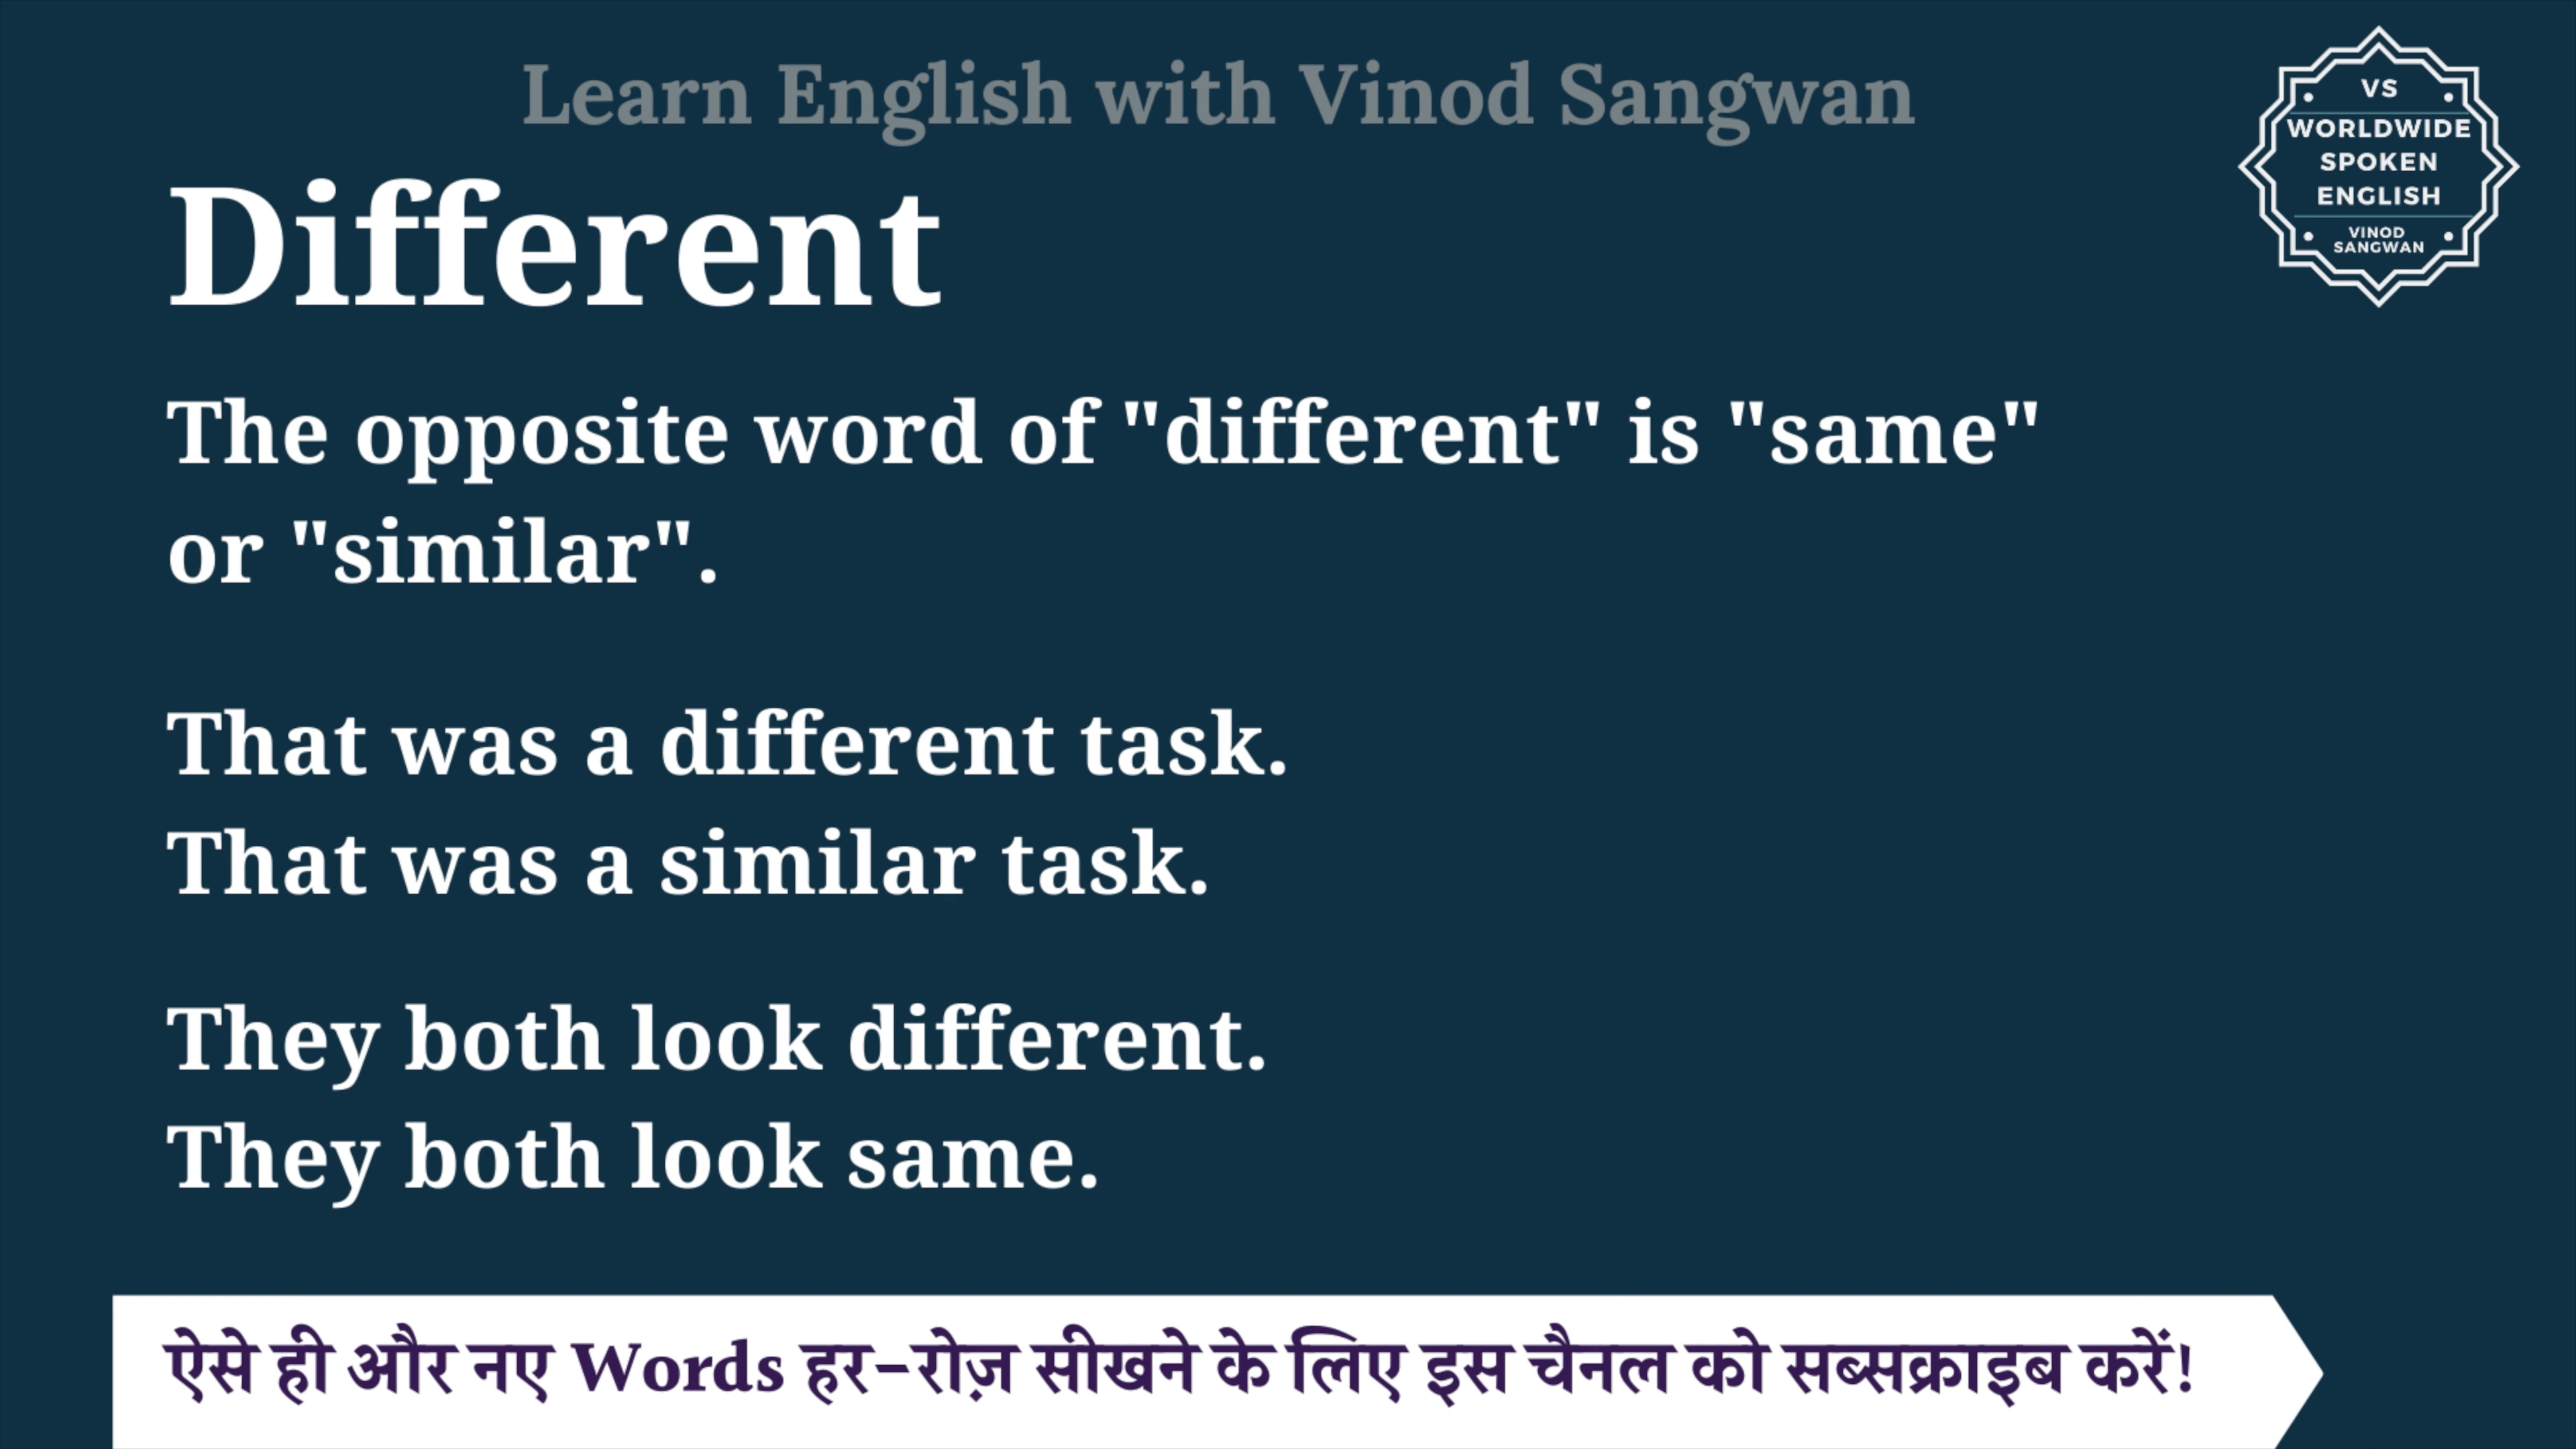 Learn English with Vinod Sangwan
VS
WORLDWIDE
SPOKEN
ENGLISH
VINOD
SANGWAN
Different
The opposite word of "different" is "same"
or "similar".
That was a different task.
That was a similar task.
They both look different.
They both look same.
ऐसे ही और नए Words हर-रोज़ सीखने के लिए इस चैनल को सब्सक्राइब करें!